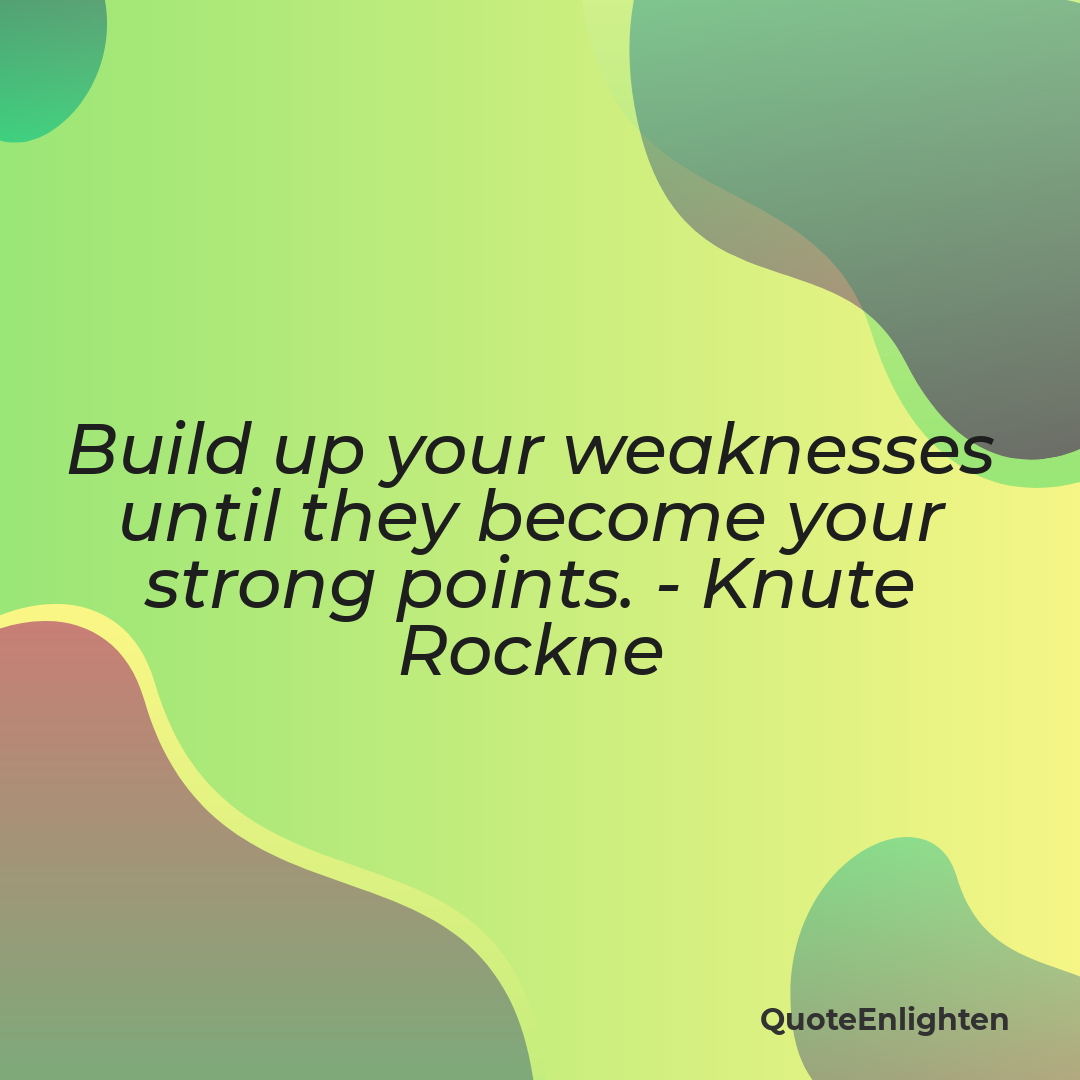 Build up your weaknesses
until they become your
strong points. - Knute
Rockne
QuoteEnlighten